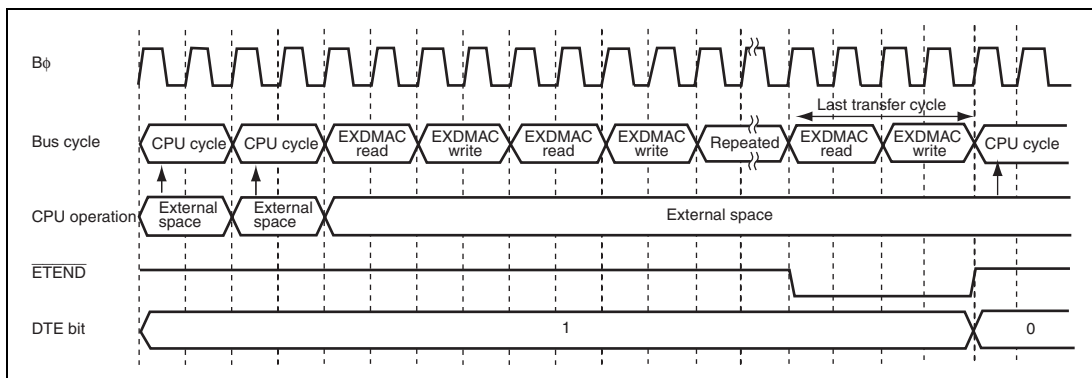 Bφ
Last transfer cycle
Bus cycle
CPU cycle
CPU cycle
EXDMAC
read
EXDMAC
write
EXDMAC
read
EXDMAC
write
Repeated
EXDMAC
read
EXDMAC
write
CPU cycle
CPU operation
External
space
External
space
External space
ETEND
DTE bit
1
0